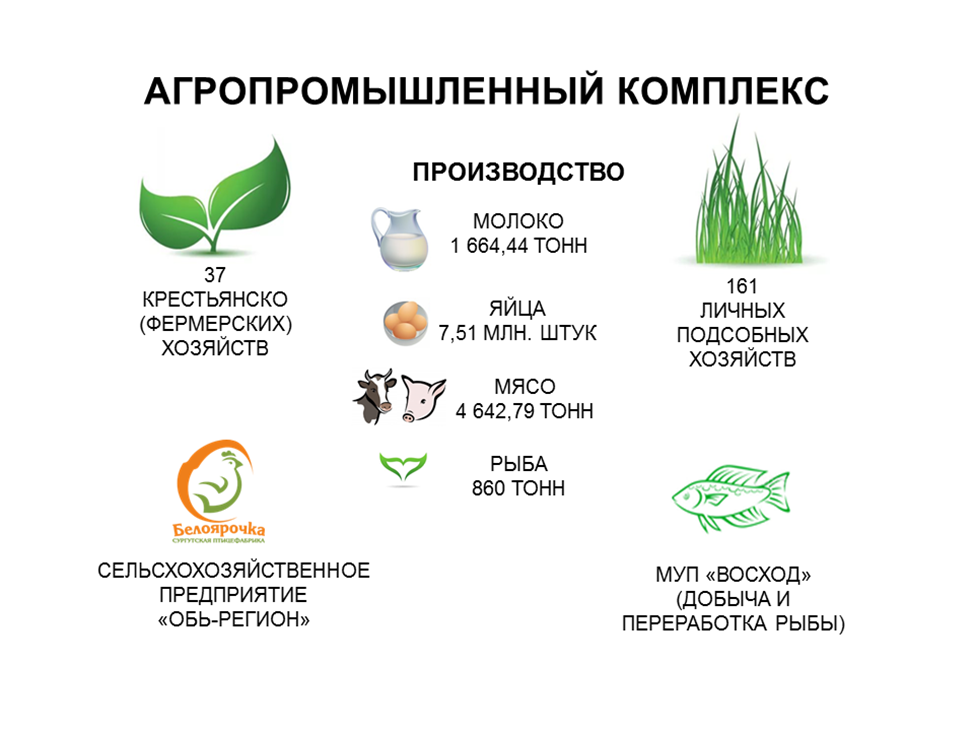 АГРОПРОМЫШЛЕННЫЙ КОМПЛЕКС
37
КРЕСТЬЯНСКО
(ФЕРМЕРСКИХ)
ХОЗЯЙСТВ
ПРОИЗВОДСТВО
МОЛОКО
1 664,44 ТОНН
ЯЙЦА
7,51 МЛН. ШТУК
МЯСО
4 642,79 ТОНН
РЫБА
860 ТОНН
161
ЛИЧНЫХ
ПОДСОБНЫХ
ХОЗЯЙСТВ
Белоярочка
СУРГУТСКАЯ ПТИЦЕФАБРИКА
СЕЛЬСХОХОЗЯЙСТВЕННОЕ
ПРЕДПРИЯТИЕ
«ОБЬ-РЕГИОН»
МУП «ВОСХОД»
(ДОБЫЧА И
ПЕРЕРАБОТКА РЫБЫ)